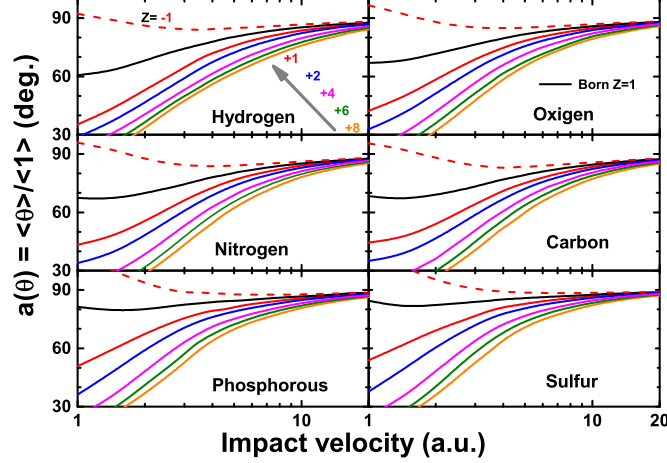 a(θ) = <θ>/<1> (deg.)
90
60
30
Z= -1
+1
+2
+4
+6
+8
Hydrogen
Born Z=1
Oxigen
90
60
30
Nitrogen
Carbon
90
60
30
Phosphorous
Sulfur
1
10
1
10
20
Impact velocity (a.u.)